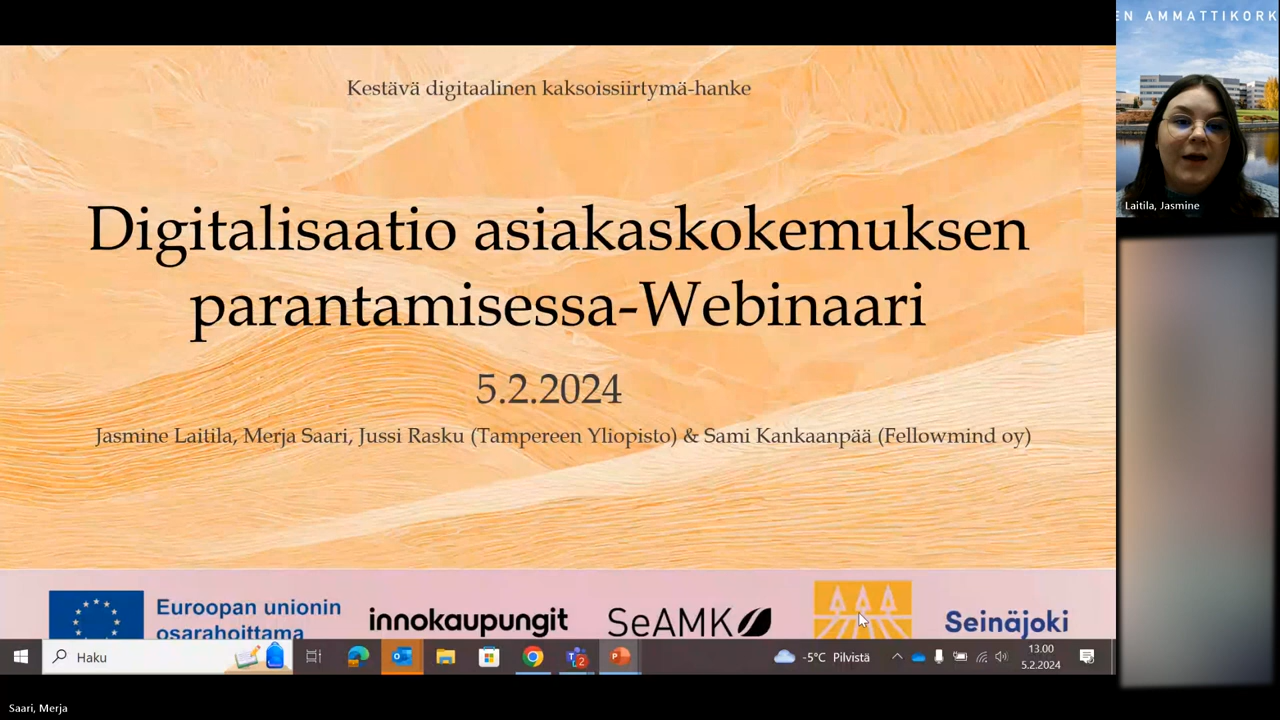 EN AMMATTIKORK
Kestävä digitaalinen kaksoissiirtymä-hanke
Digitalisaatio asiakaskokemuksen
parantamisessa-Webinaari
5.2.2024
Jasmine Laitila, Merja Saari, Jussi Rasku (Tampereen Yliopisto) & Sami Kankaanpää (Fellowmind oy)
Laitila, Jasmine
Euroopan unionin
osarahoittama
innokaupungit
SeAMK
Seinäjoki
Haku
2
-5°C Pilvistä
13.00
5.2.2024
Saari, Merja